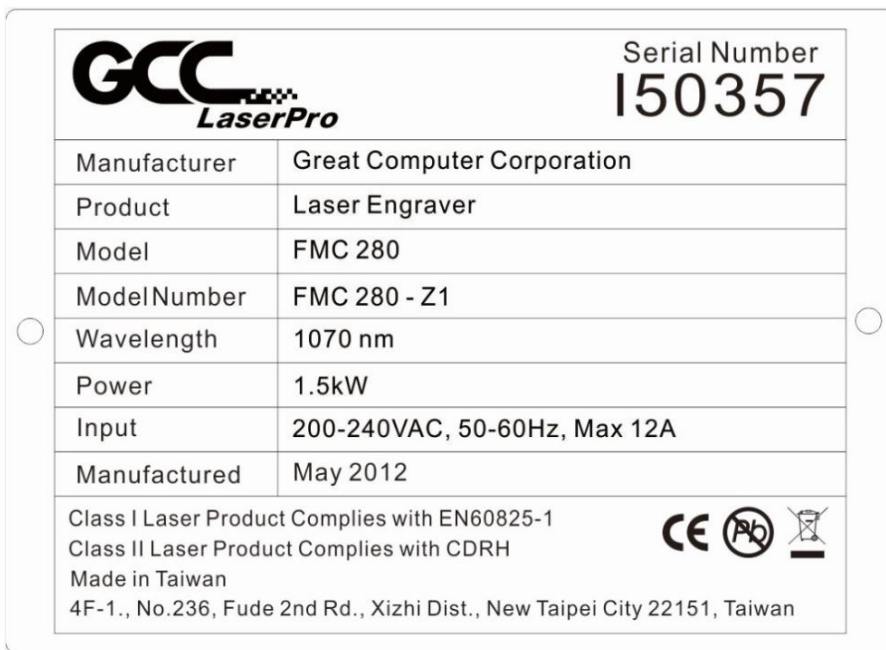 GCC
LaserPro
Serial Number
I50357
Manufacturer Great Computer Corporation
Product Laser Engraver
Model FMC 280
Model Number FMC 280 - Z1
Wavelength 1070 nm
Power 1.5kW
Input 200-240VAC, 50-60Hz, Max 12A
Manufactured May 2012
Class I Laser Product Complies with EN60825-1
Class II Laser Product Complies with CDRH
CE Pb
Made in Taiwan
4F-1., No.236, Fude 2nd Rd., Xizhi Dist., New Taipei City 22151, Taiwan